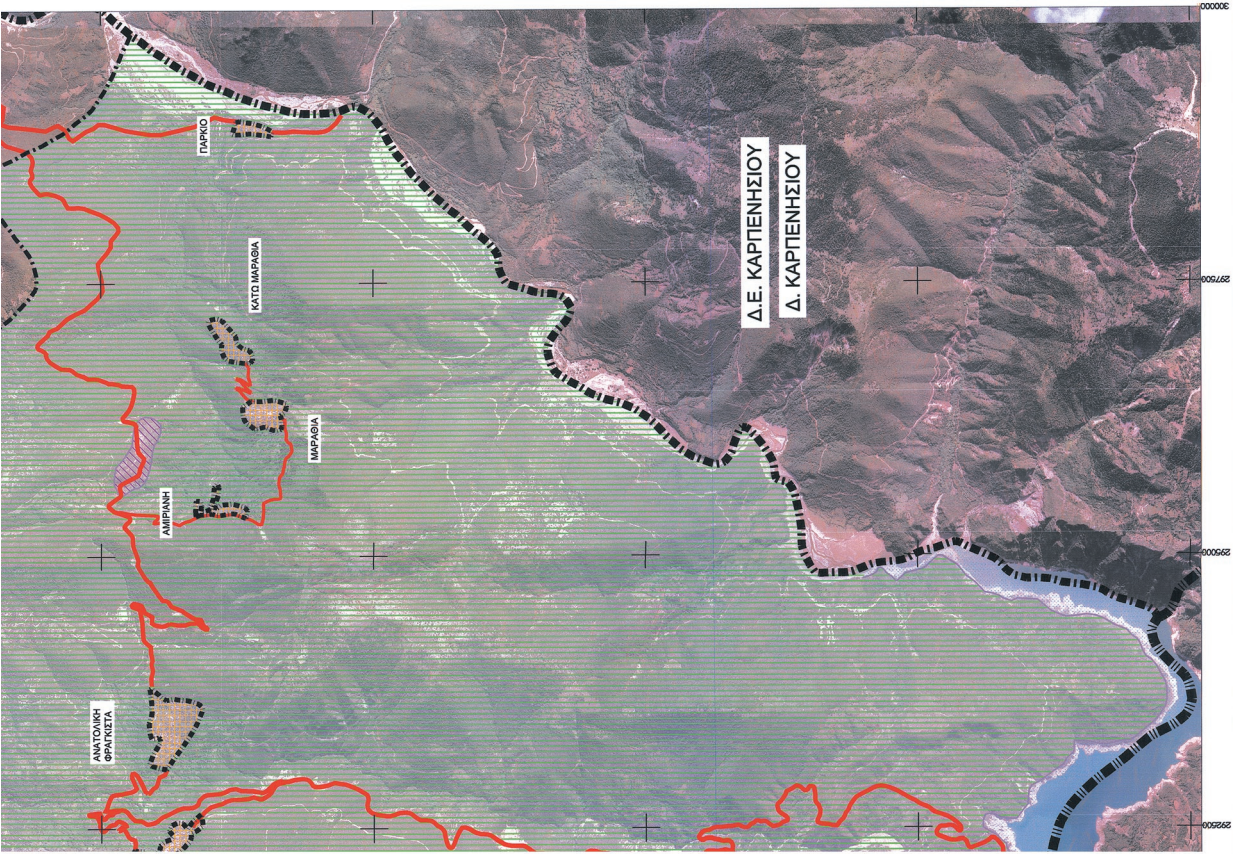 300000
ΠΑΡΚΙΟ
ΚΑΤΩ ΜΑΡΑΘΙΑ
Δ.Ε. ΚΑΡΠΕΝΗΣΙΟΥ
Δ. ΚΑΡΠΕΝΗΣΙΟΥ
297500
ΜΑΡΑΘΙΑ
ΑΜΙΡΙΑΝΗ
295000
ΑΝΑΤΟΛΙΚΗ
ΦΡΑΓΚΙΣΤΑ
292500